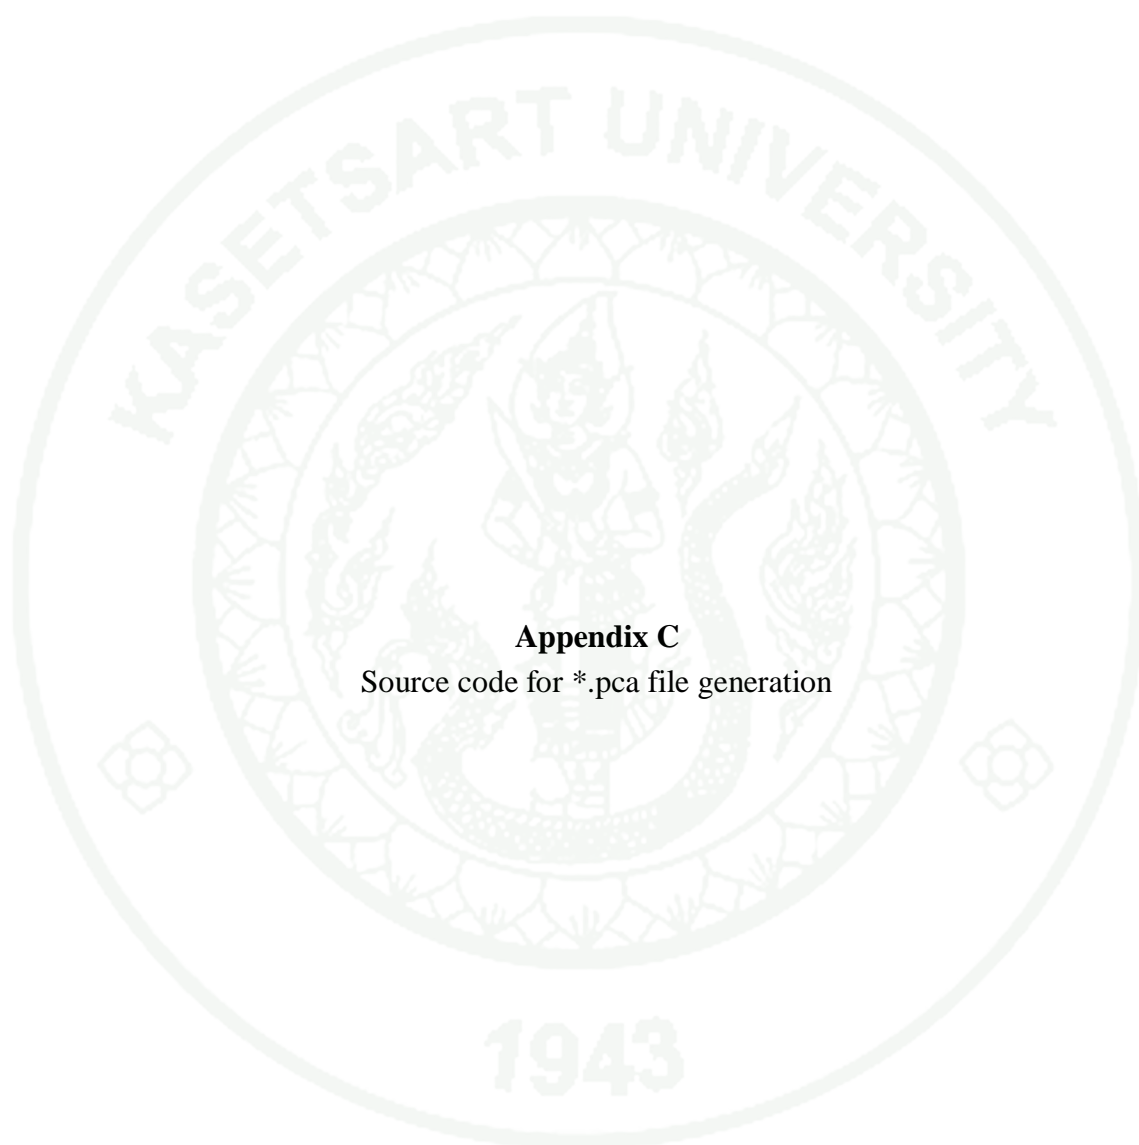 KASETSART UNIVERSITY
Appendix C
Source code for *.pca file generation
1943